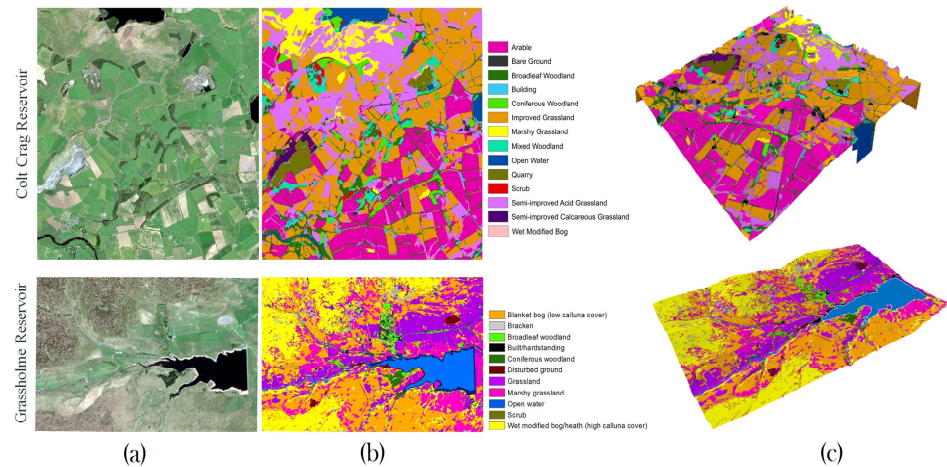 Colt Crag Reservoir
Arable
Bare Ground
Broadleaf Woodland
Building
Coniferous Woodland
Improved Grassland
Marshy Grassland
Mixed Woodland
Open Water
Quarry
Scrub
Semi-improved Acid Grassland
Semi-improved Calcareous Grassland
Wet Modified Bog
Grassholme Reservoir
Blanket bog (low calluna cover)
Bracken
Broadleaf woodland
Built/hardstanding
Coniferous woodland
Disturbed ground
Grassland
Marshy grassland
Open water
Scrub
Wet modified bog/heath (high calluna cover)
(a)
(b)
(c)